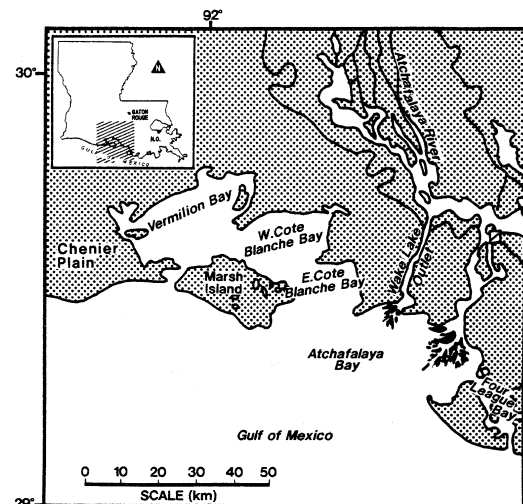 92
30
N
BATON
ROUGE
N.O.
GULF OF MEXICO
Atchafalaya River
Vermilion Bay
W.Cote
Blanche Bay
Chenier
Plain
Marsh
Island
E.Cote
Blanche Bay
Wake Lake
Outlet
Atchafalaya
Bay
Four
League
Bay
Gulf of Mexico
0 10 20 30 40 50
SCALE (km)
29